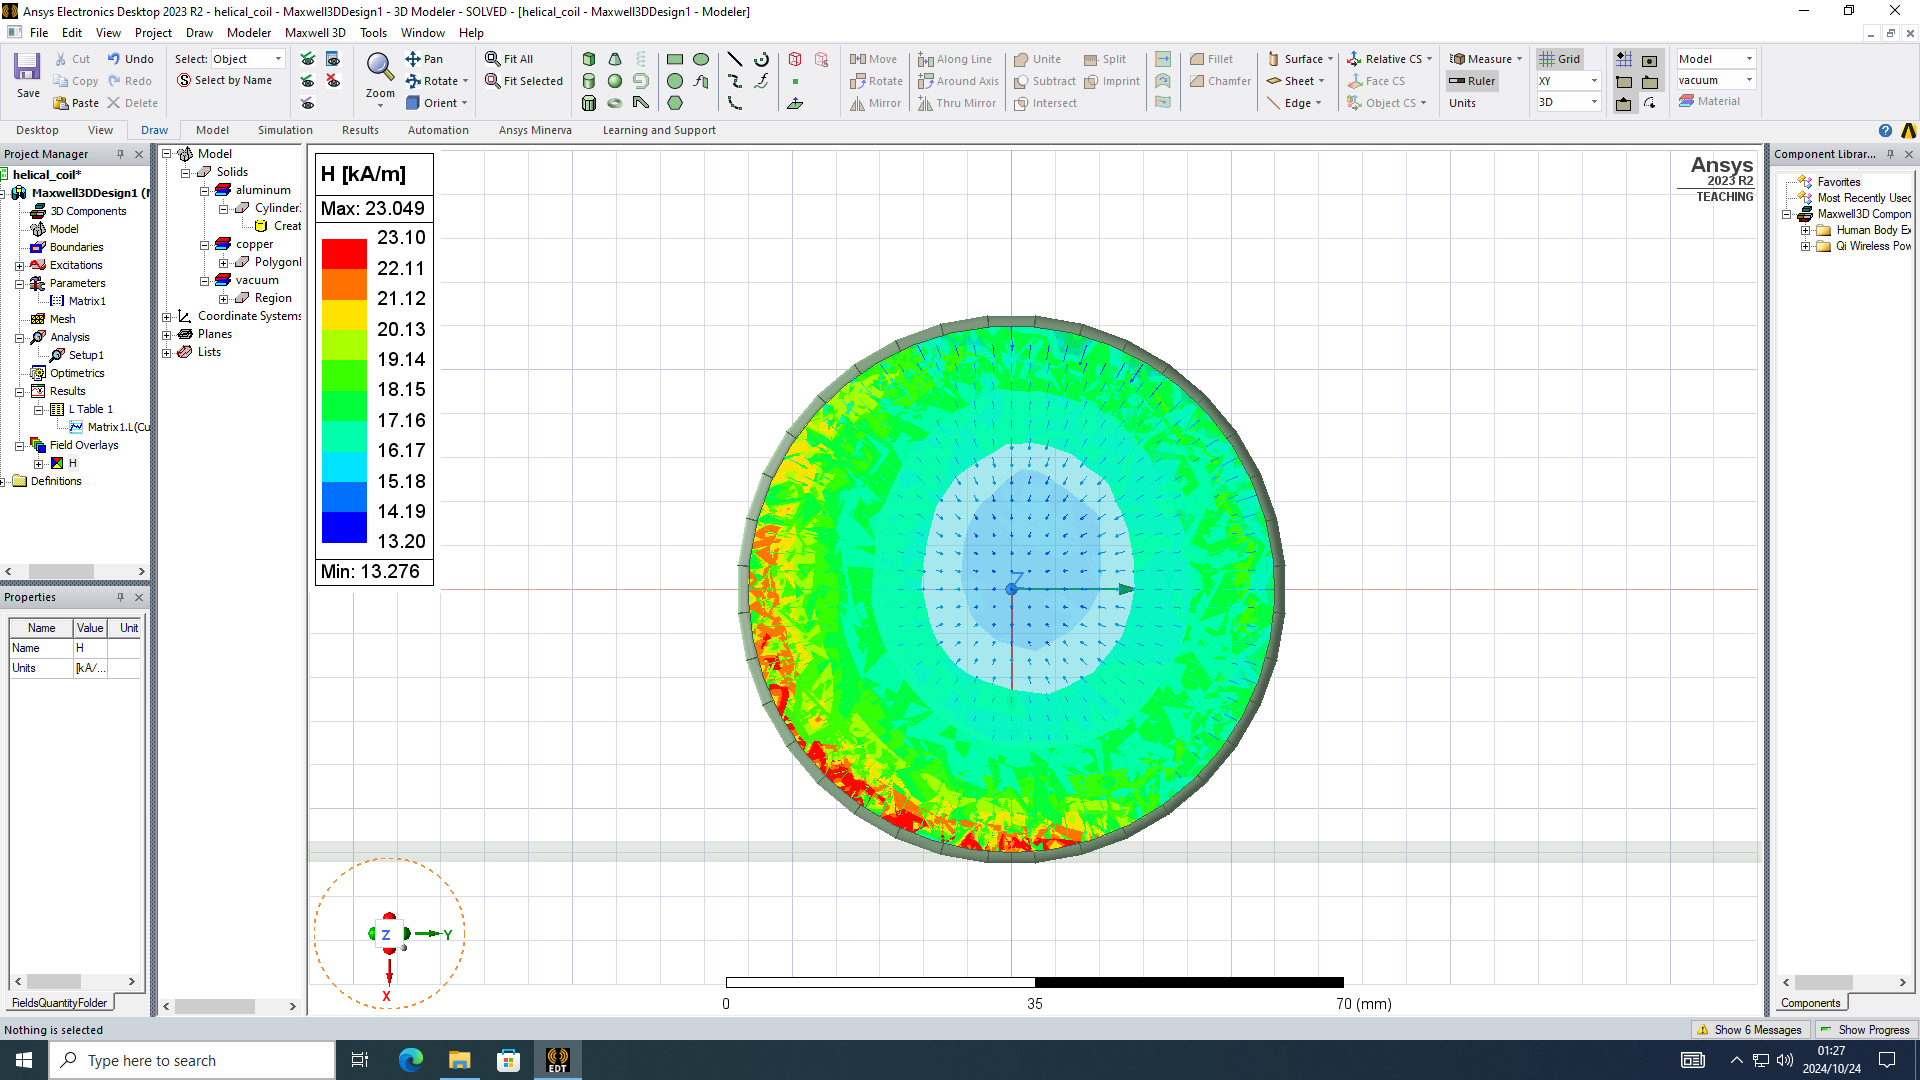 Ansys Electronics Desktop 2023 R2 - helical_coil - Maxwell3DDesign1 - 3D Modeler - SOLVED - [helical_coil - Maxwell3DDesign1 - Modeler]
File Edit View Project Draw Modeler Maxwell 3D Tools Window Help
Save
Cut
Copy
Paste
Undo
Redo
Delete
Select: Object
Select by Name
Zoom
Pan
Rotate
Orient
Fit All
Fit Selected
Move
Rotate
Mirror
Along Line
Around Axis
Thru Mirror
Unite
Subtract
Intersect
Split
Imprint
Fillet
Chamfer
Surface
Sheet
Edge
Relative CS
Face CS
Object CS
Measure
Ruler
Units
Grid
XY
3D
Model
vacuum
Material
Desktop View Draw Model Simulation Results Automation Ansys Minerva Learning and Support
Project Manager
helical_coil*
Maxwell3DDesign1 (
3D Components
Model
Boundaries
Excitations
Parameters
Matrix1
Mesh
Analysis
Setup1
Optimetrics
Results
L Table 1
Matrix1.L(Cu
Field Overlays
H
Definitions
Properties
Name Value Unit
Name H
Units [kA/...
FieldsQuantityFolder
Model
Solids
aluminum
Cylinder
Creat
copper
Polygon
vacuum
Region
Coordinate Systems
Planes
Lists
H [kA/m]
Max: 23.049
23.10
22.11
21.12
20.13
19.14
18.15
17.16
16.17
15.18
14.19
13.20
Min: 13.276
Ansys
2023 R2
TEACHING
Z
Z
Y
X
0 35 70 (mm)
Component Librar...
Favorites
Most Recently Used
Maxwell3D Compon
Human Body Ex
Qi Wireless Pow
Components
Nothing is selected
Show 6 Messages
Show Progress
Type here to search
EDT
01:27
2024/10/24